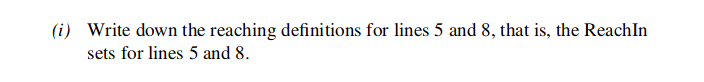 (i) Write down the reaching definitions for lines 5 and 8, that is, the ReachIn
sets for lines 5 and 8.